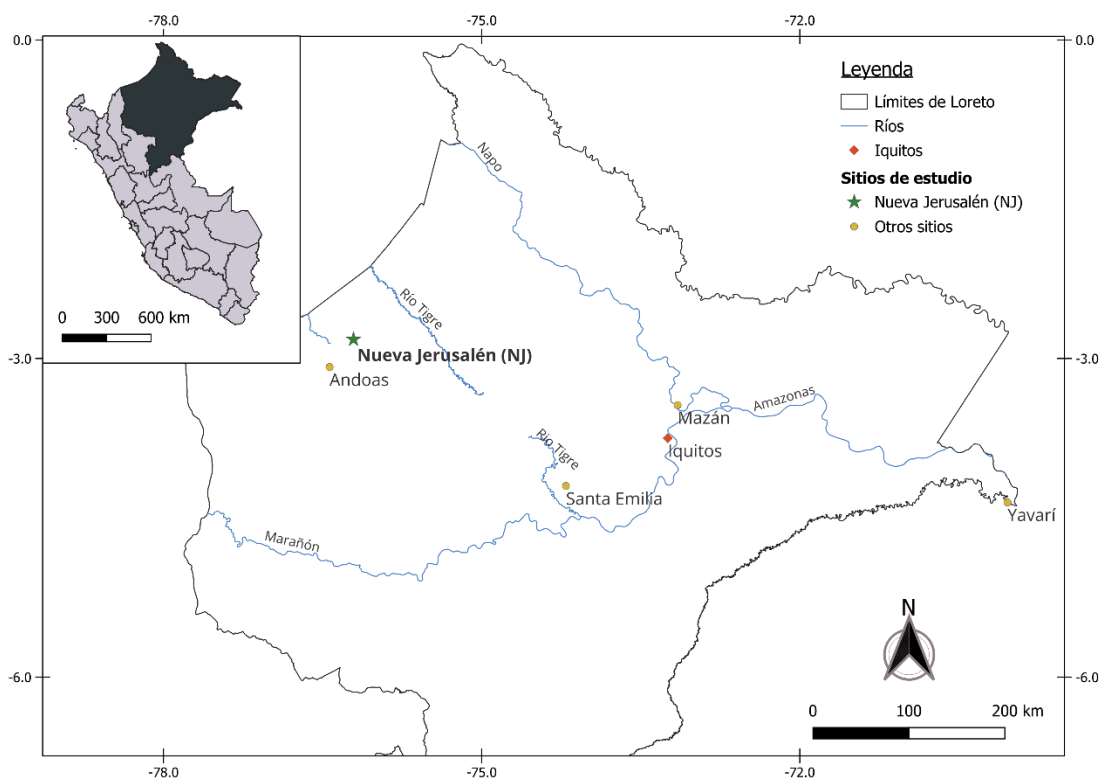 -78.0
-75.0
-72.0
0.0
0.0
0 300 600 km
Leyenda
Límites de Loreto
Ríos
Iquitos
Sitios de estudio
Nueva Jerusalén (NJ)
Otros sitios
Napo
Rio Tigre
Nueva Jerusalén (NJ)
-3.0
-3.0
Andoas
Mazán
Amazonas
Iquitos
Rio Tigre
Santa Emilia
Yavarí
Marañón
N
-6.0
-6.0
0 100 200 km
-78.0
-75.0
-72.0